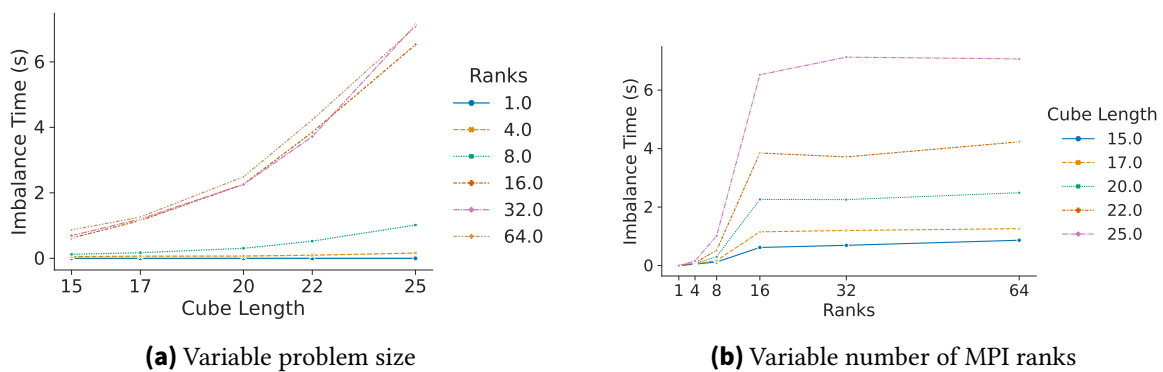 Imbalance Time (s)
6
4
2
0
15 17 20 22 25
Cube Length
Ranks
1.0
4.0
8.0
16.0
32.0
64.0
(a) Variable problem size
Imbalance Time (s)
6
4
2
0
1 4 8 16 32 64
Ranks
Cube Length
15.0
17.0
20.0
22.0
25.0
(b) Variable number of MPI ranks